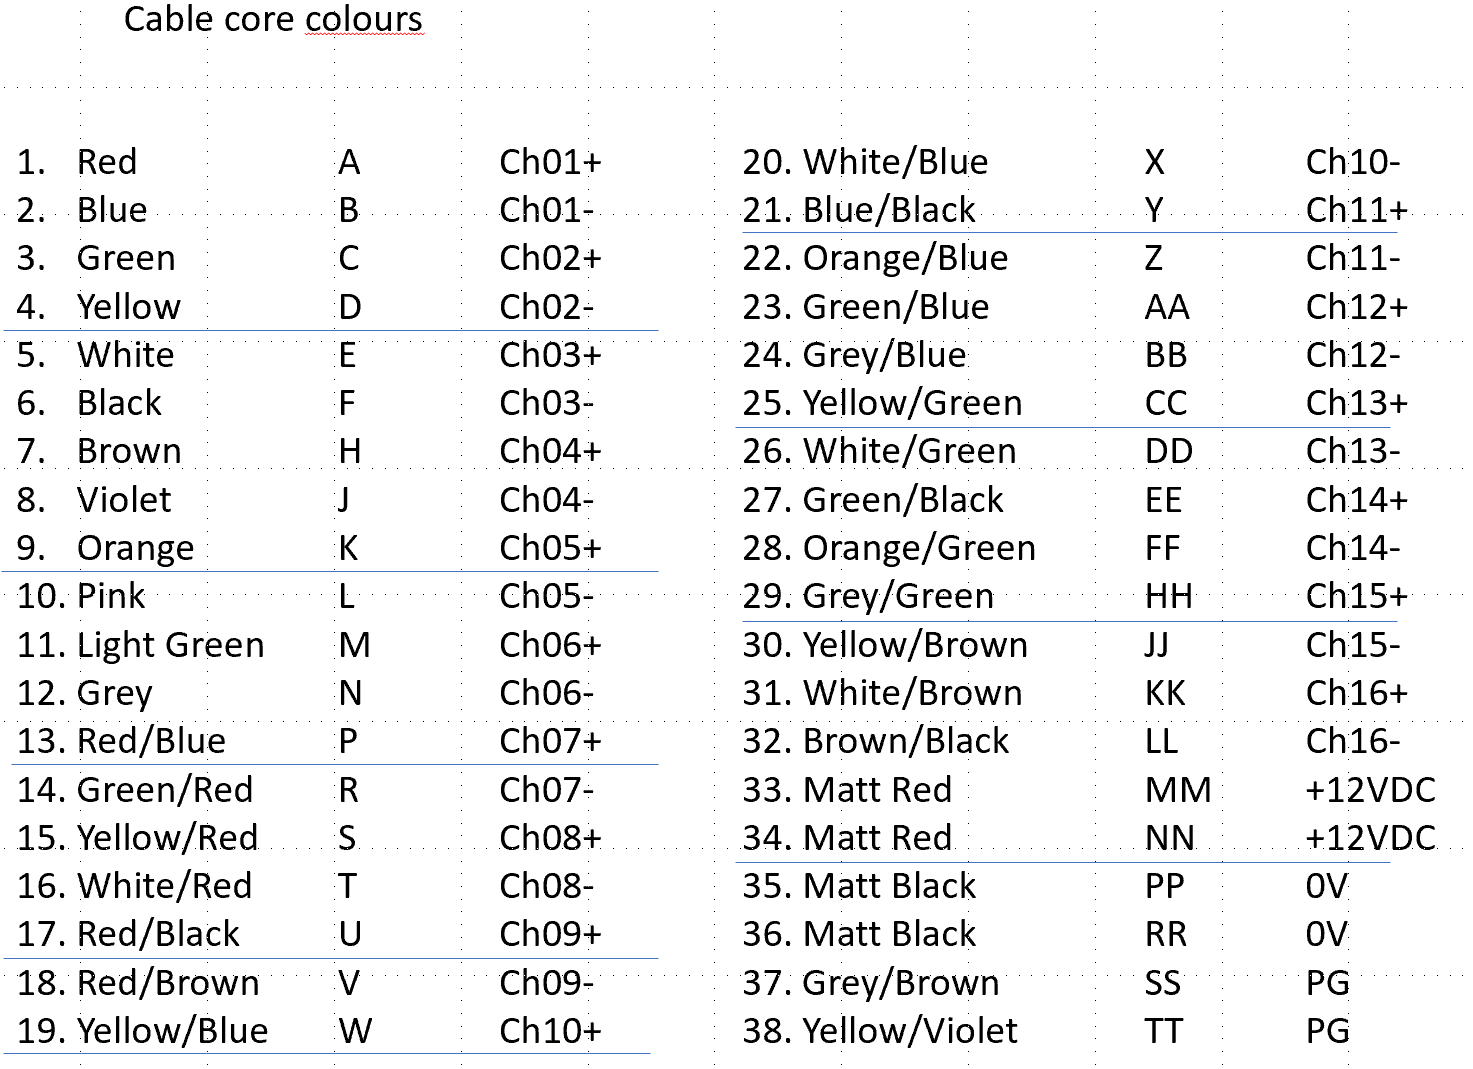 Cable core colours
1. Red A Ch01+
2. Blue B Ch01-
3. Green C Ch02+
4. Yellow D Ch02-
5. White E Ch03+
6. Black F Ch03-
7. Brown H Ch04+
8. Violet J Ch04-
9. Orange K Ch05+
10. Pink L Ch05-
11. Light Green M Ch06+
12. Grey N Ch06-
13. Red/Blue P Ch07+
14. Green/Red R Ch07-
15. Yellow/Red S Ch08+
16. White/Red T Ch08-
17. Red/Black U Ch09+
18. Red/Brown V Ch09-
19. Yellow/Blue W Ch10+
20. White/Blue X Ch10-
21. Blue/Black Y Ch11+
22. Orange/Blue Z Ch11-
23. Green/Blue AA Ch12+
24. Grey/Blue BB Ch12-
25. Yellow/Green CC Ch13+
26. White/Green DD Ch13-
27. Green/Black EE Ch14+
28. Orange/Green FF Ch14-
29. Grey/Green HH Ch15+
30. Yellow/Brown JJ Ch15-
31. White/Brown KK Ch16+
32. Brown/Black LL Ch16-
33. Matt Red MM +12VDC
34. Matt Red NN +12VDC
35. Matt Black PP 0V
36. Matt Black RR 0V
37. Grey/Brown SS PG
38. Yellow/Violet TT PG